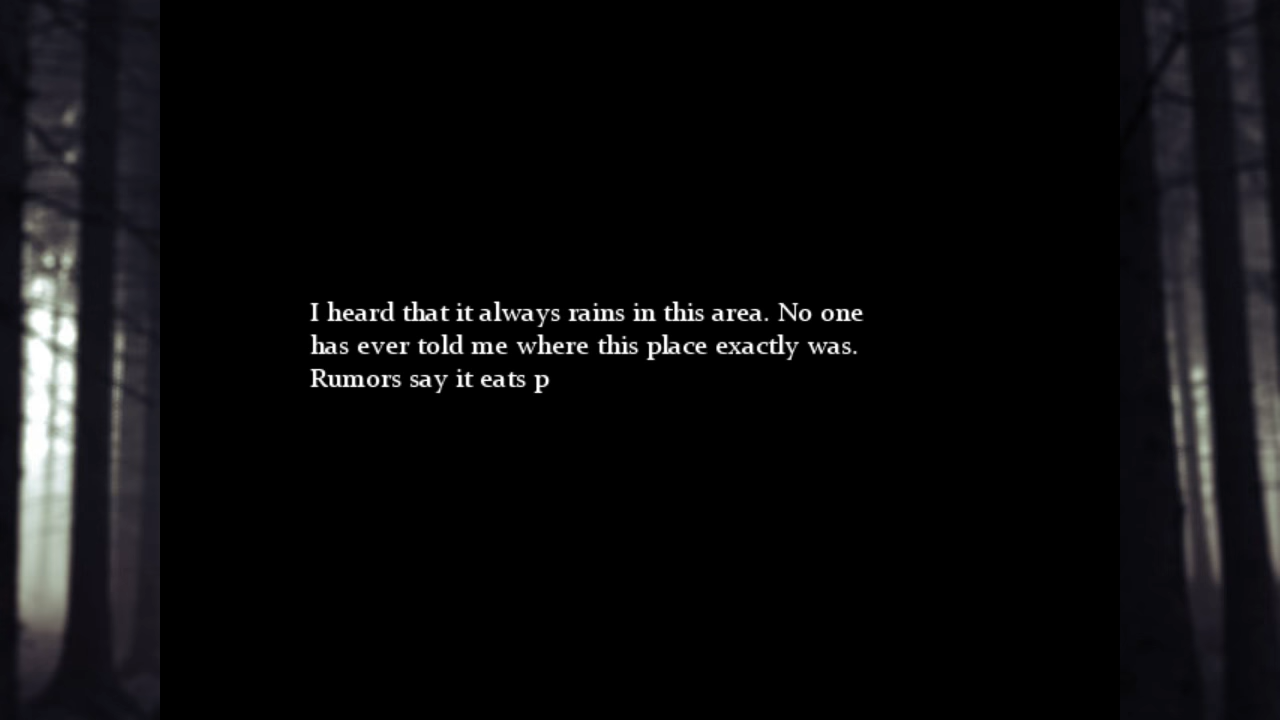 I heard that it always rains in this area. No one
has ever told me where this place exactly was.
Rumors say it eats p